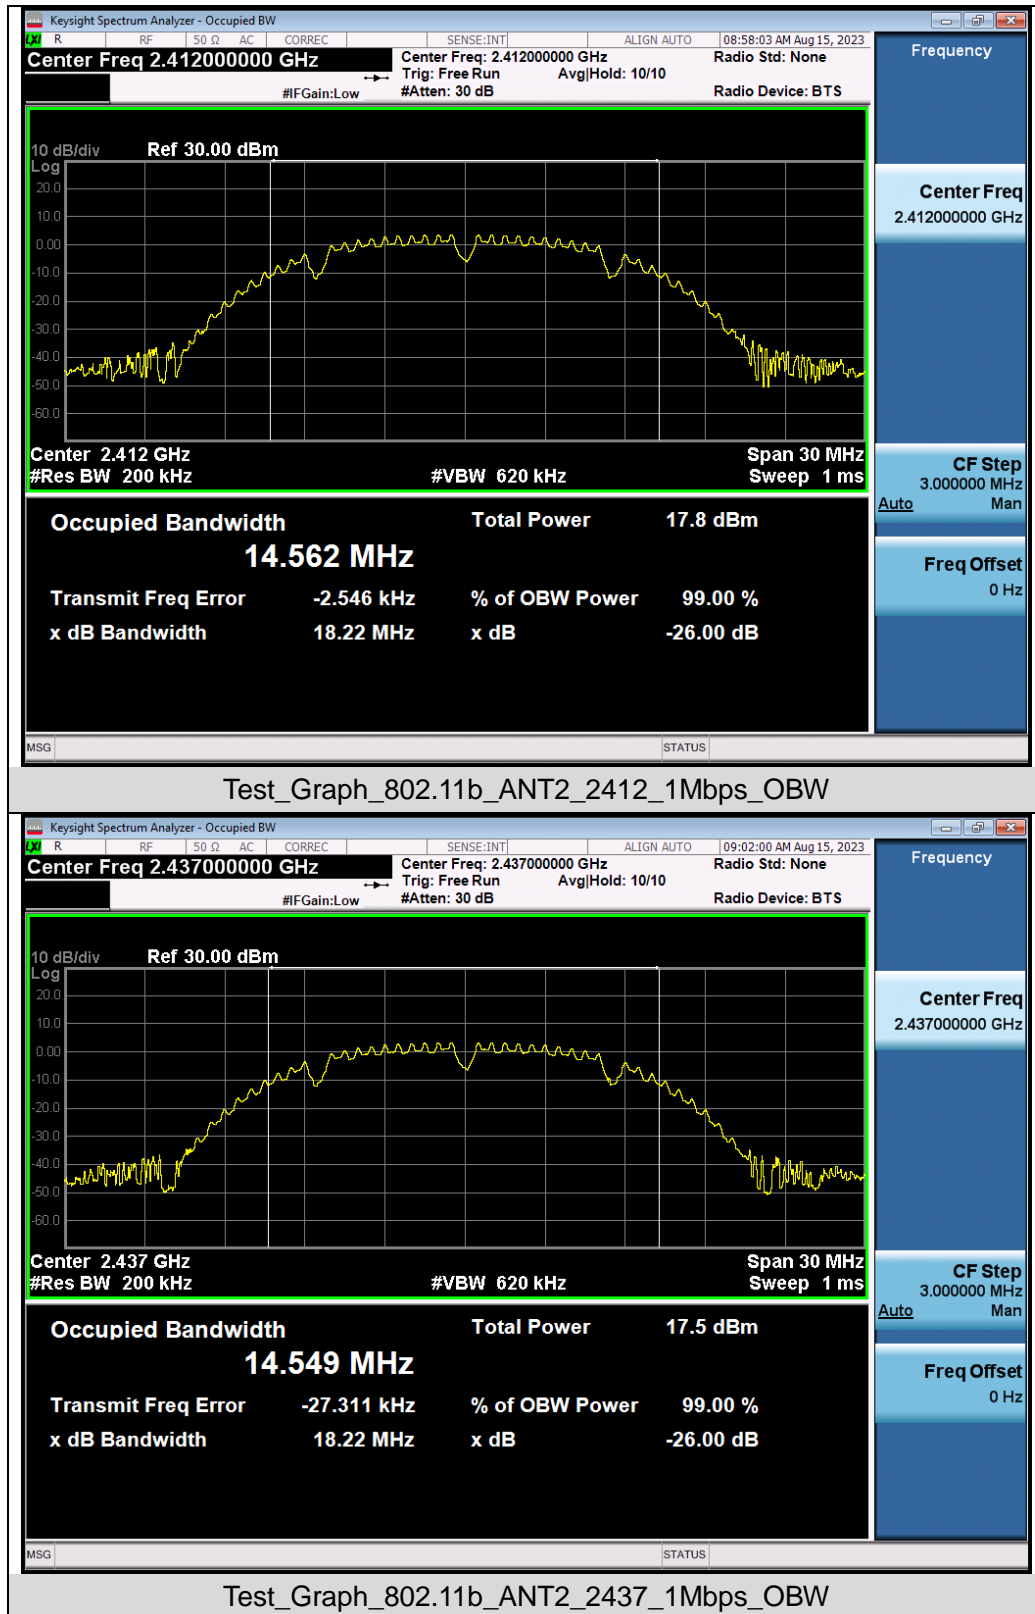 Keysight Spectrum Analyzer - Occupied BW
LXI R RF 50 Ω AC CORREC SENSE:INT ALIGN AUTO 08:58:03 AM Aug 15, 2023
Center Freq 2.412000000 GHz Center Freq: 2.412000000 GHz Radio Std: None
Trig: Free Run Avg|Hold: 10/10
#IFGain:Low #Atten: 30 dB Radio Device: BTS
Frequency
10 dB/div Ref 30.00 dBm
Log
20.0
10.0
0.00
-10.0
-20.0
-30.0
-40.0
-50.0
-60.0
Center 2.412 GHz Span 30 MHz
#Res BW 200 kHz #VBW 620 kHz Sweep 1 ms
Center Freq
2.412000000 GHz
CF Step
3.000000 MHz
Auto Man
Freq Offset
0 Hz
Occupied Bandwidth Total Power 17.8 dBm
14.562 MHz
Transmit Freq Error -2.546 kHz % of OBW Power 99.00 %
x dB Bandwidth 18.22 MHz x dB -26.00 dB
MSG STATUS
Test_Graph_802.11b_ANT2_2412_1Mbps_OBW
Keysight Spectrum Analyzer - Occupied BW
LXI R RF 50 Ω AC CORREC SENSE:INT ALIGN AUTO 09:02:00 AM Aug 15, 2023
Center Freq 2.437000000 GHz Center Freq: 2.437000000 GHz Radio Std: None
Trig: Free Run Avg|Hold: 10/10
#IFGain:Low #Atten: 30 dB Radio Device: BTS
Frequency
10 dB/div Ref 30.00 dBm
Log
20.0
10.0
0.00
-10.0
-20.0
-30.0
-40.0
-50.0
-60.0
Center 2.437 GHz Span 30 MHz
#Res BW 200 kHz #VBW 620 kHz Sweep 1 ms
Center Freq
2.437000000 GHz
CF Step
3.000000 MHz
Auto Man
Freq Offset
0 Hz
Occupied Bandwidth Total Power 17.5 dBm
14.549 MHz
Transmit Freq Error -27.311 kHz % of OBW Power 99.00 %
x dB Bandwidth 18.22 MHz x dB -26.00 dB
MSG STATUS
Test_Graph_802.11b_ANT2_2437_1Mbps_OBW